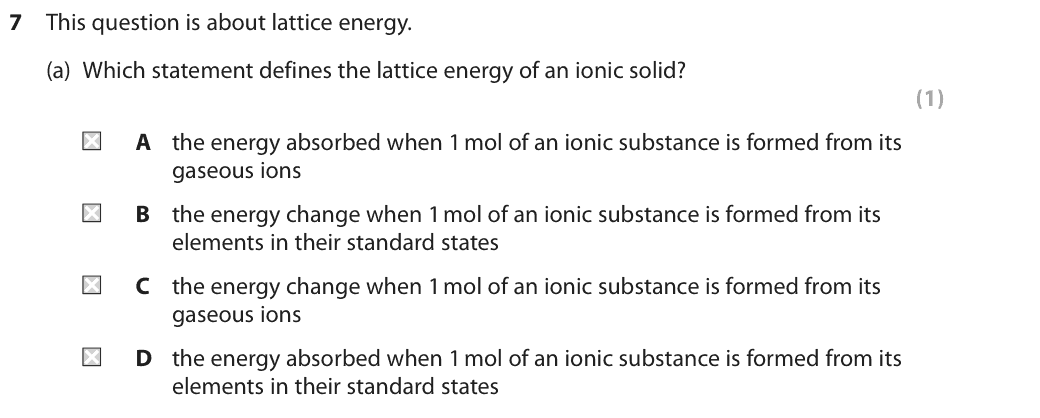 7 This question is about lattice energy.
(a) Which statement defines the lattice energy of an ionic solid?
(1)
A the energy absorbed when 1 mol of an ionic substance is formed from its
gaseous ions
B the energy change when 1 mol of an ionic substance is formed from its
elements in their standard states
C the energy change when 1 mol of an ionic substance is formed from its
gaseous ions
D the energy absorbed when 1 mol of an ionic substance is formed from its
elements in their standard states